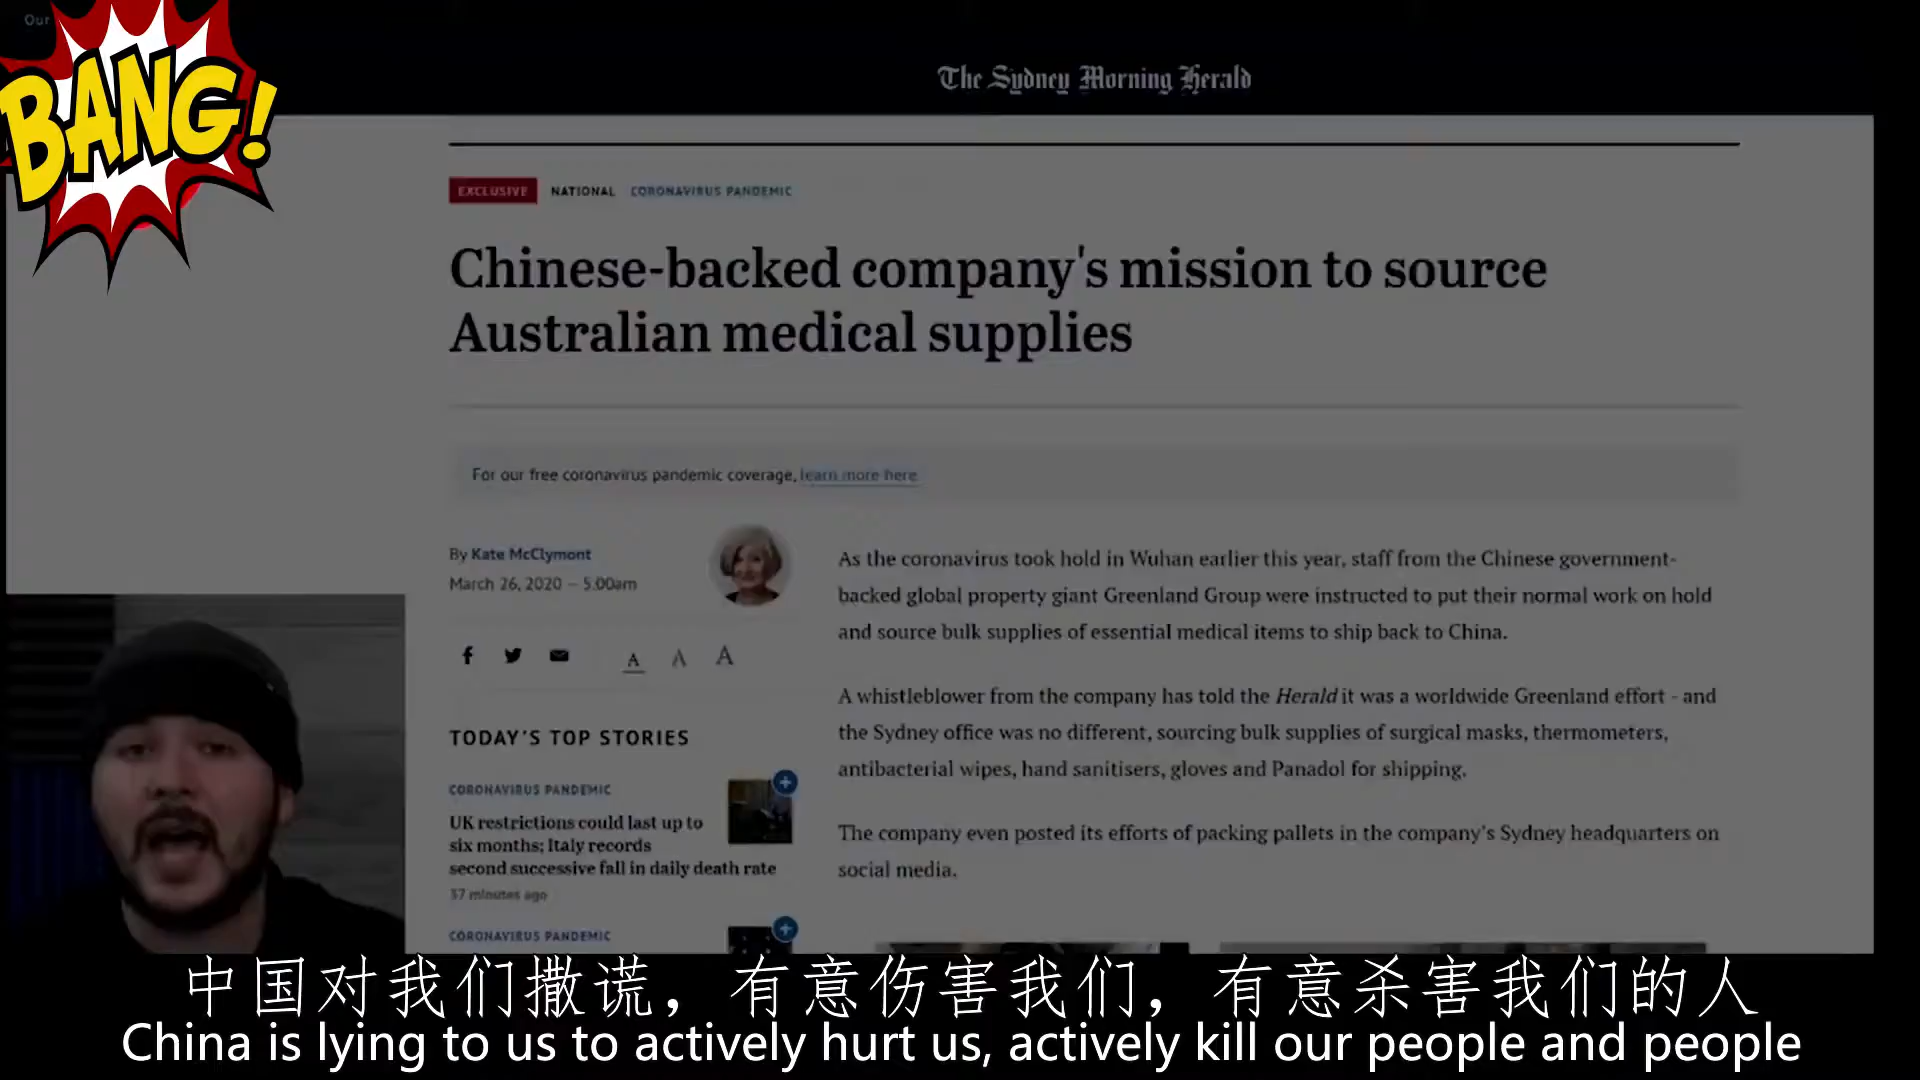 Our
BANG!
The Sydney Morning Herald
EXCLUSIVE NATIONAL CORONAVIRUS PANDEMIC
Chinese-backed company's mission to source
Australian medical supplies
For our free coronavirus pandemic coverage, learn more here
By Kate McClymont
March 26, 2020 — 5.00am
A A A
TODAY'S TOP STORIES
CORONAVIRUS PANDEMIC
UK restrictions could last up to
six months; Italy records
second successive fall in daily death rate
37 minutes ago
CORONAVIRUS PANDEMIC
As the coronavirus took hold in Wuhan earlier this year, staff from the Chinese government-
backed global property giant Greenland Group were instructed to put their normal work on hold
and source bulk supplies of essential medical items to ship back to China.
A whistleblower from the company has told the Herald it was a worldwide Greenland effort - and
the Sydney office was no different, sourcing bulk supplies of surgical masks, thermometers,
antibacterial wipes, hand sanitisers, gloves and Panadol for shipping.
The company even posted its efforts of packing pallets in the company's Sydney headquarters on
social media.
中国对我们撒谎，有意伤害我们，有意杀害我们的人
China is lying to us to actively hurt us, actively kill our people and people